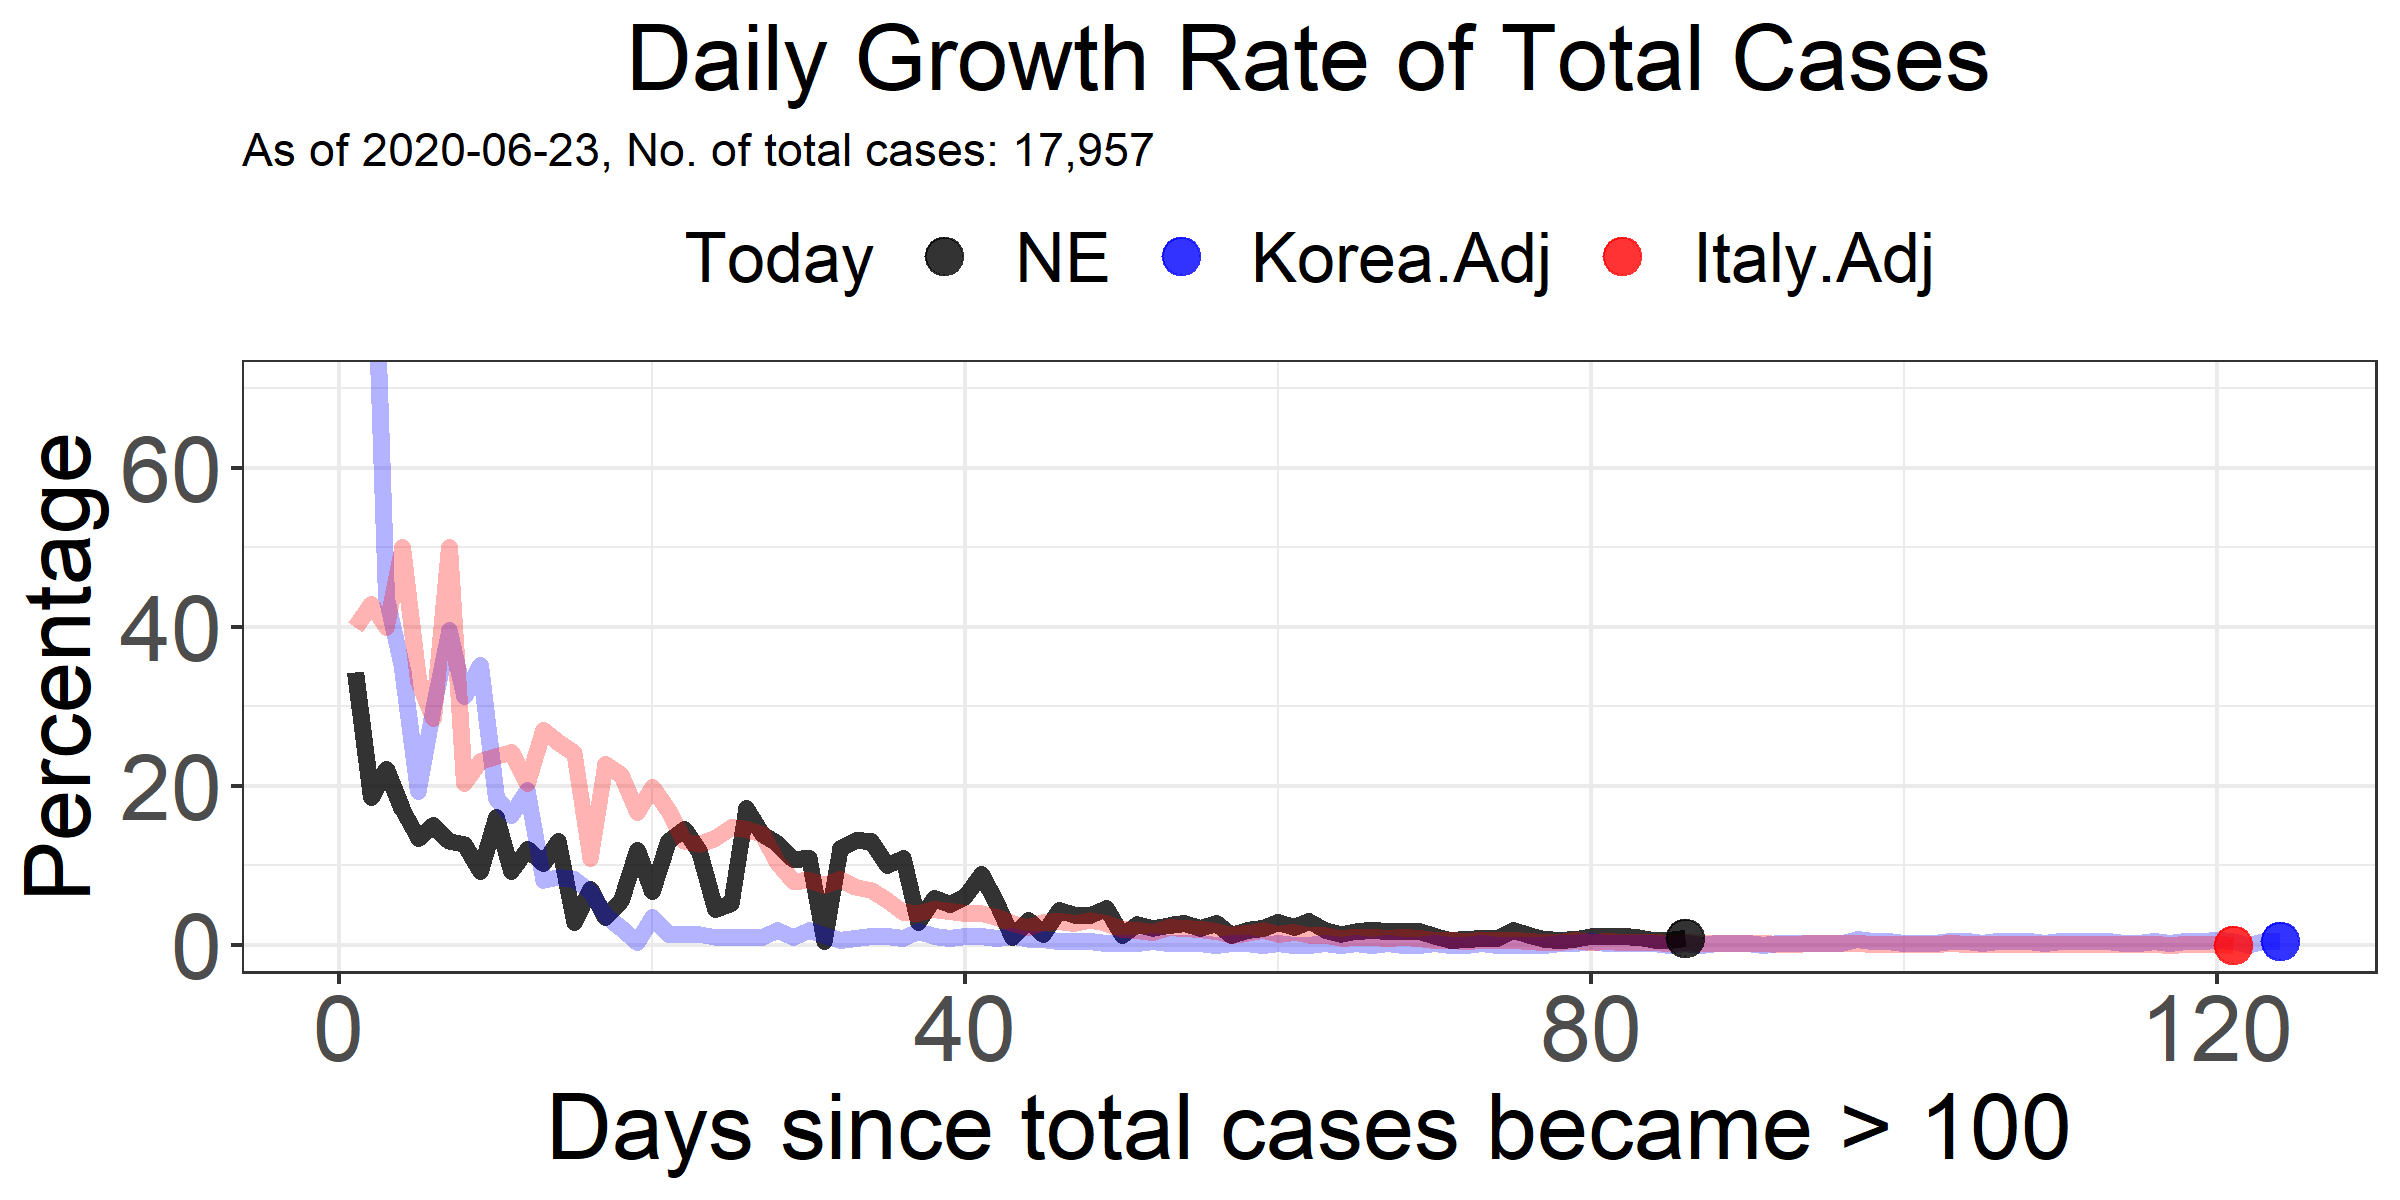 Daily Growth Rate of Total Cases
As of 2020-06-23, No. of total cases: 17,957
Today NE Korea.Adj Italy.Adj
Percentage
60
40
20
0
0 40 80 120
Days since total cases became > 100